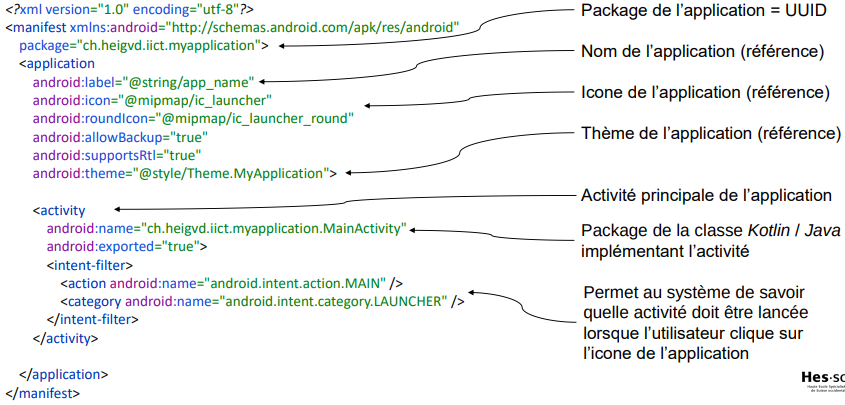 <?xml version="1.0" encoding="utf-8"?>
<manifest xmlns:android="http://schemas.android.com/apk/res/android"
package="ch.heigvd.iict.myapplication">
<application
android:label="@string/app_name"
android:icon="@mipmap/ic_launcher"
android:roundIcon="@mipmap/ic_launcher_round"
android:allowBackup="true"
android:supportsRtl="true"
android:theme="@style/Theme.MyApplication">
<activity
android:name="ch.heigvd.iict.myapplication.MainActivity"
android:exported="true">
<intent-filter>
<action android:name="android.intent.action.MAIN" />
<category android:name="android.intent.category.LAUNCHER" />
</intent-filter>
</activity>
</application>
</manifest>
Package de l'application = UUID
Nom de l'application (référence)
Icone de l'application (référence)
Thème de l'application (référence)
Activité principale de l'application
Package de la classe Kotlin / Java
implémentant l'activité
Permet au système de savoir
quelle activité doit être lancée
lorsque l'utilisateur clique sur
l'icone de l'application
Hes·so
Haute Ecole Spécialisée
de Suisse occidentale